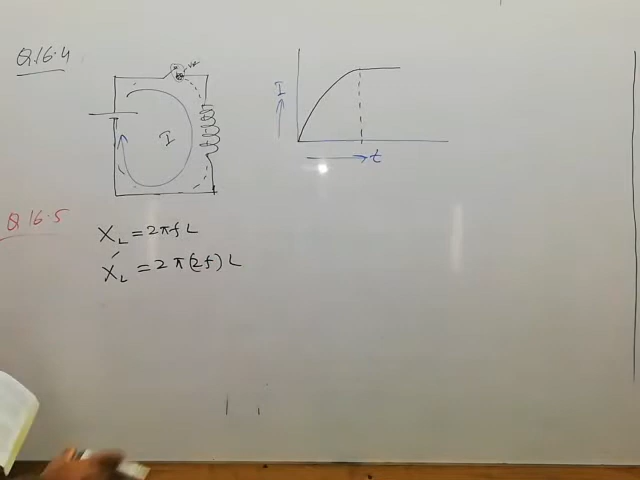 Q.16.4
I
I
t
Q 16.5
X_L = 2πfL
X'_L = 2π(2f)L